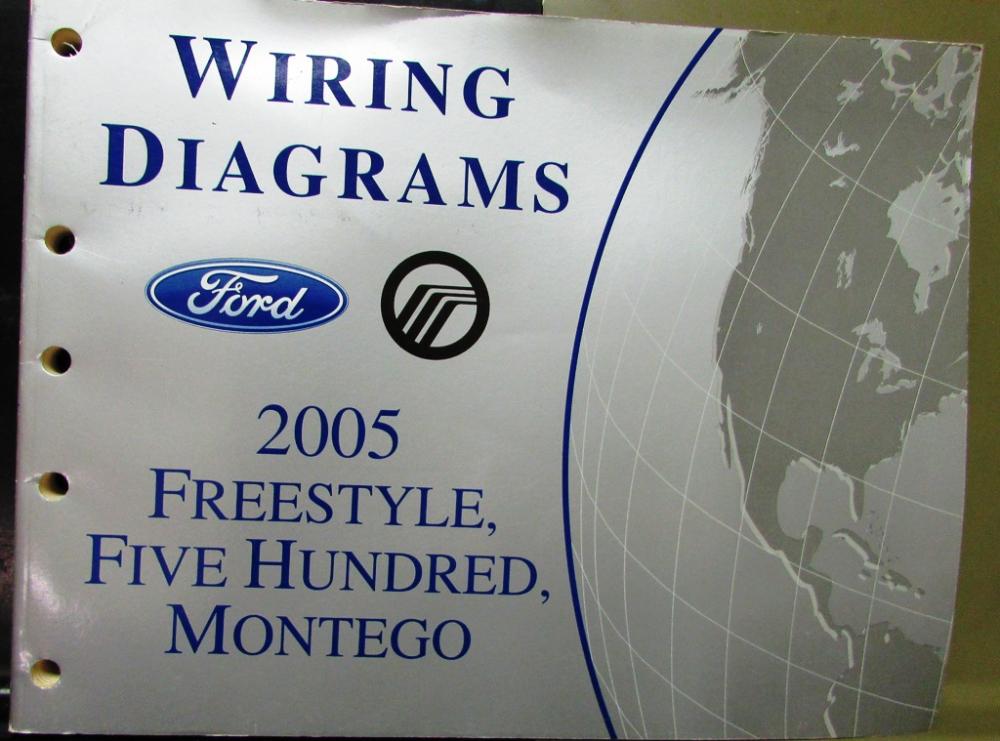 WIRING
DIAGRAMS
Ford
2005
FREESTYLE,
FIVE HUNDRED,
MONTEGO